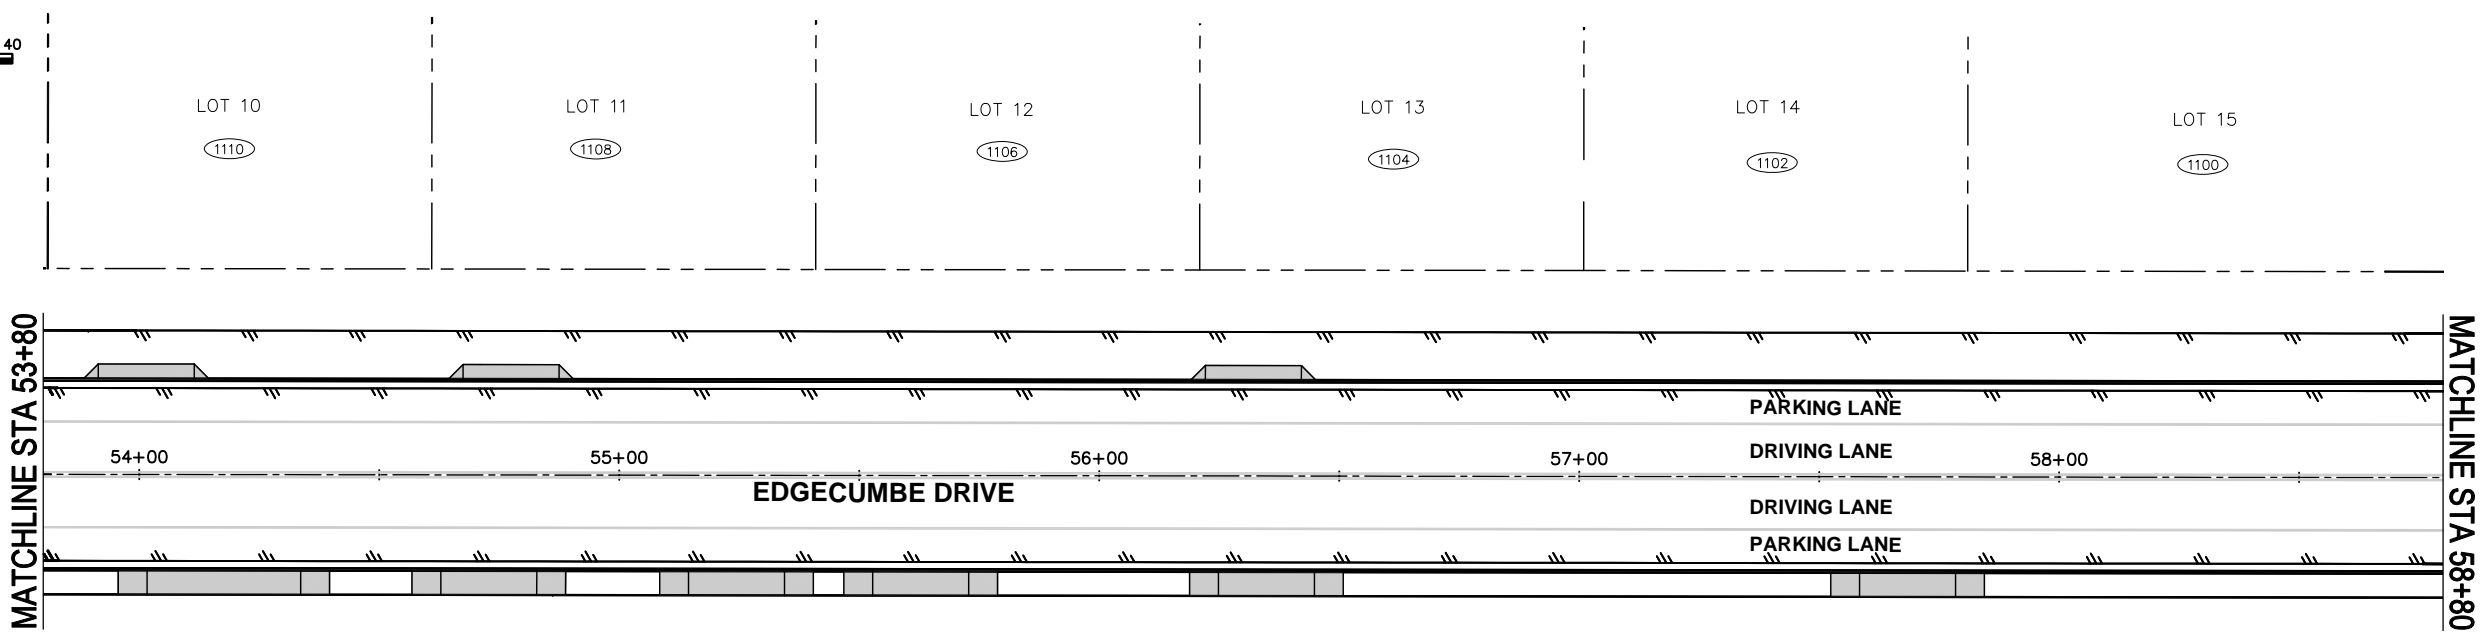 40
LOT 10
LOT 11
LOT 12
LOT 13
LOT 14
LOT 15
1110
1108
1106
1104
1102
1100
MATCHLINE STA 53+80
MATCHLINE STA 58+80
PARKING LANE
DRIVING LANE
54+00
55+00
56+00
57+00
58+00
EDGECUMBE DRIVE
DRIVING LANE
PARKING LANE